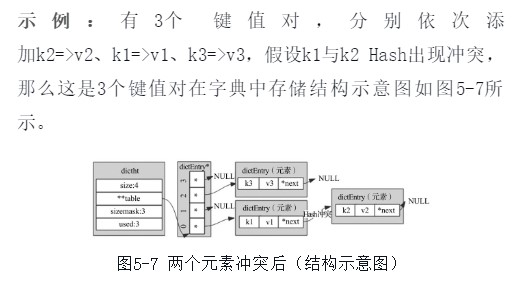 示例：有3个 键值对，分别依次添
加k2=>v2、k1=>v1、k3=>v3，假设k1与k2 Hash出现冲突，
那么这是3个键值对在字典中存储结构示意图如图5-7所
示。
dictht
size:4
**table
sizemask:3
used:3
dictEntry*
3 *
2 *
1 *
0 *
NULL
NULL
dictEntry（元素）
k3 v3 *next
NULL
dictEntry（元素）
k1 v1 *next
Hash冲突
dictEntry（元素）
k2 v2 *next
NULL
图5-7 两个元素冲突后（结构示意图）